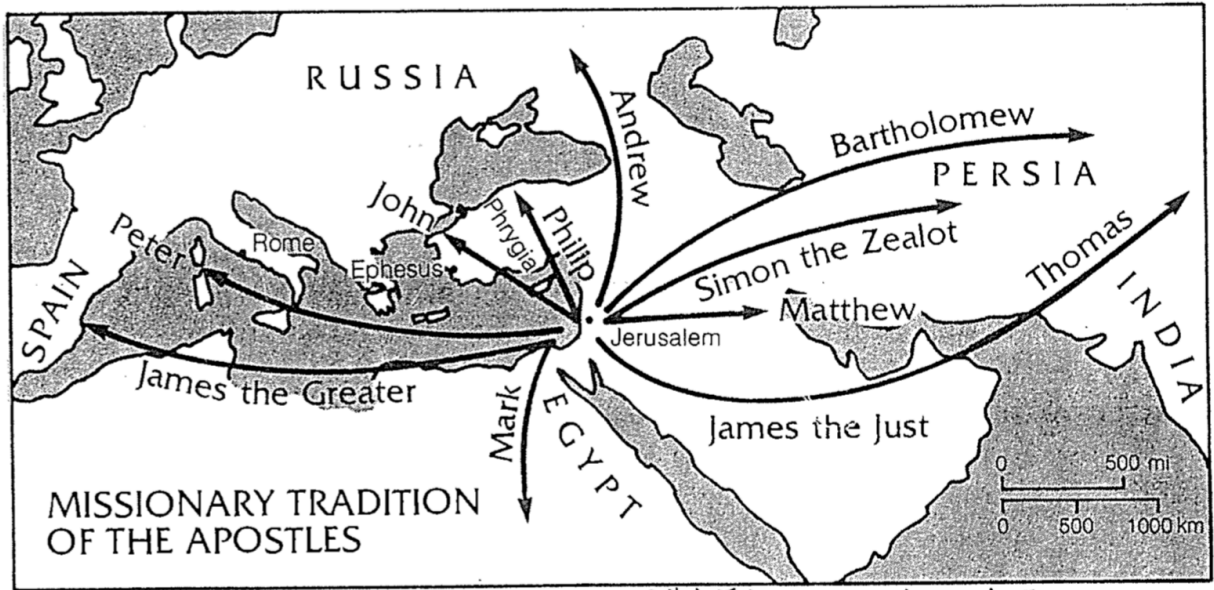 RUSSIA
Andrew
Bartholomew
PERSIA
John
Phrygia
Philip
Peter
Rome
Ephesus
Simon the Zealot
Thomas
SPAIN
Matthew
Jerusalem
INDIA
James the Greater
Mark
EGYPT
James the Just
0 500 mi
0 500 1000 km
MISSIONARY TRADITION
OF THE APOSTLES